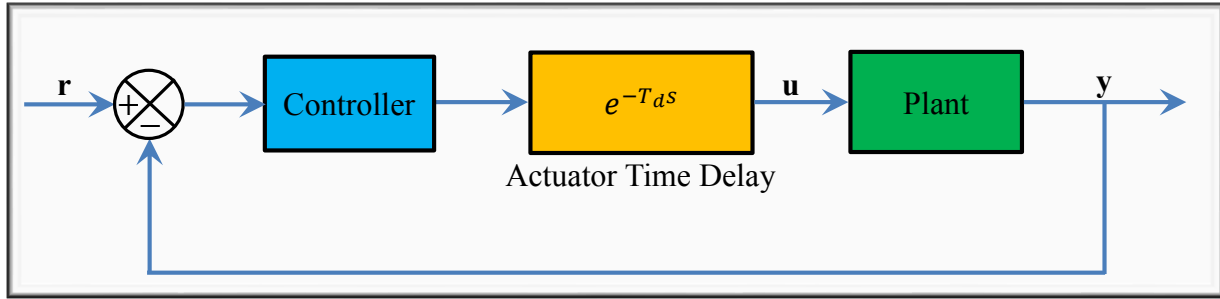 r
+
−
Controller
e^{-T_d s}
u
Plant
y
Actuator Time Delay